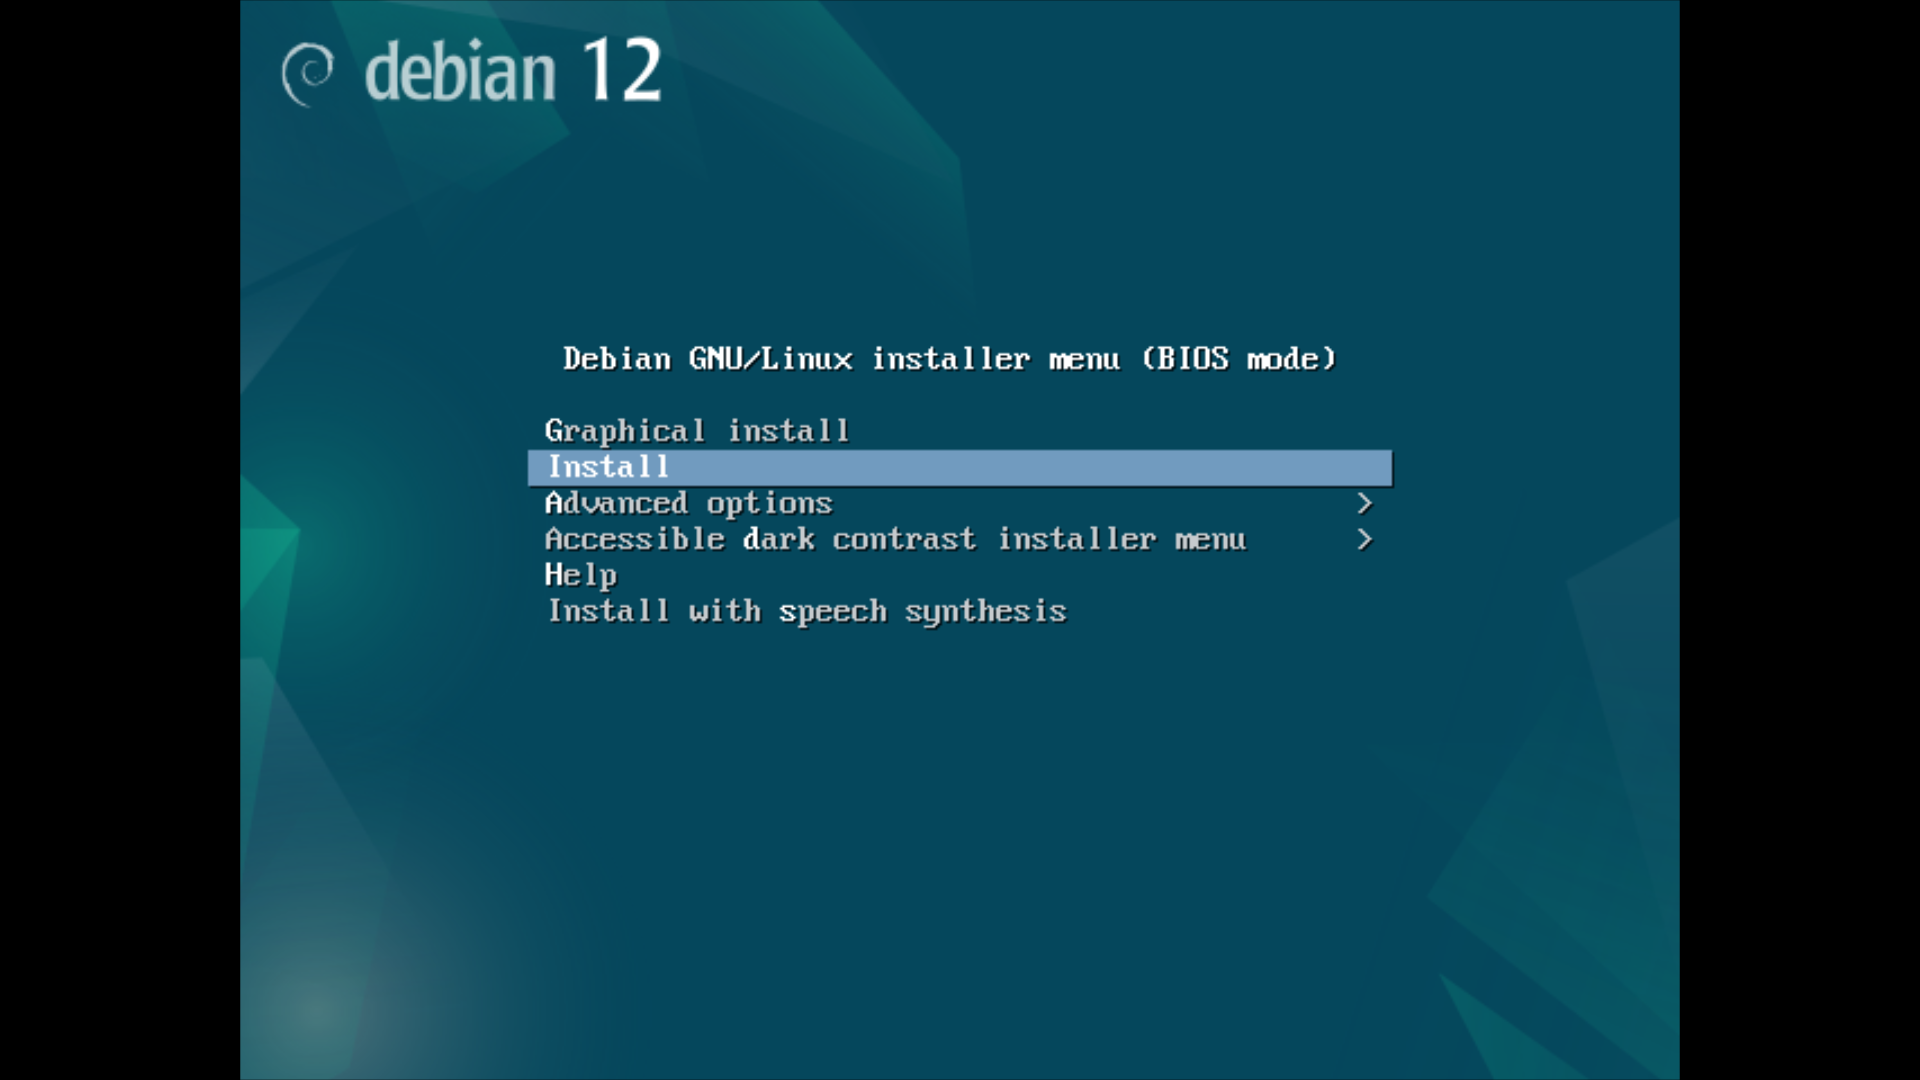 debian 12
Debian GNU/Linux installer menu (BIOS mode)
Graphical install
Install
Advanced options >
Accessible dark contrast installer menu >
Help
Install with speech synthesis